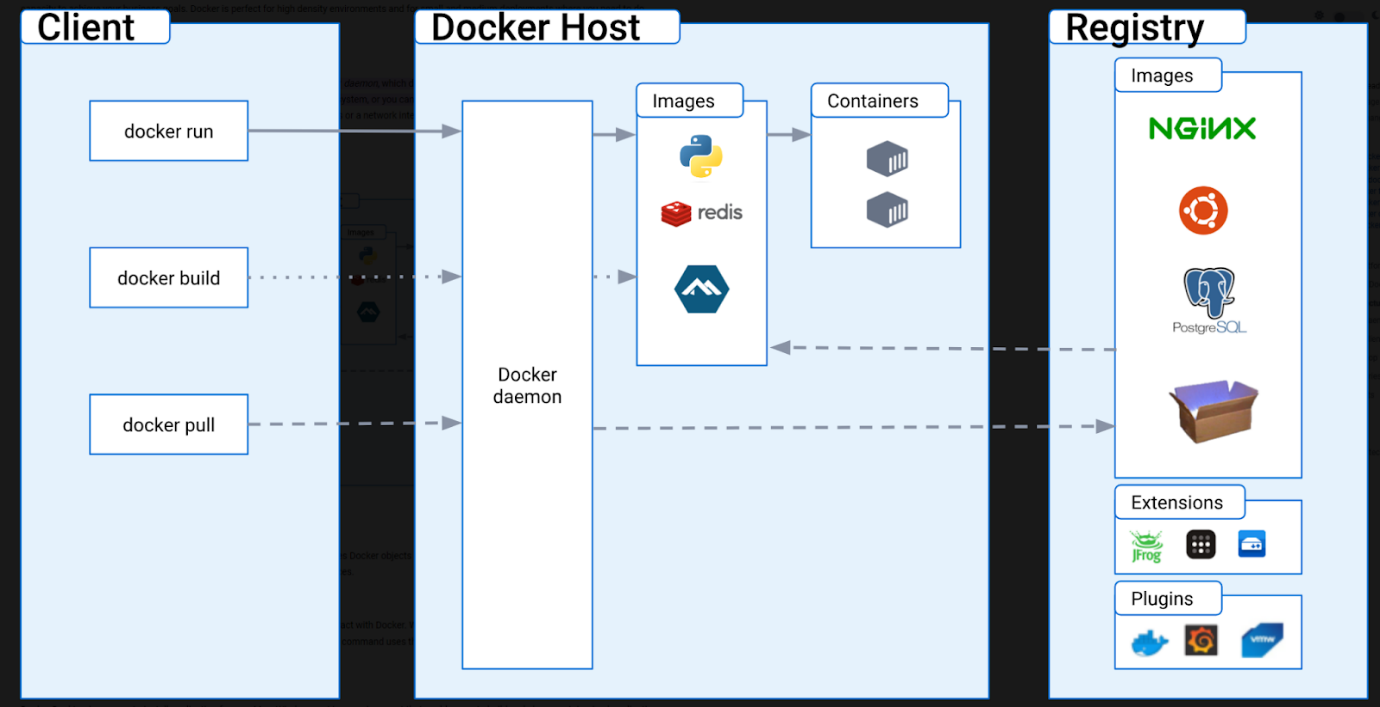 Client
docker run
docker build
docker pull
Docker Host
Docker
daemon
Images
redis
Containers
Registry
Images
NGINX
PostgreSQL
Extensions
JFrog
Plugins
vmw